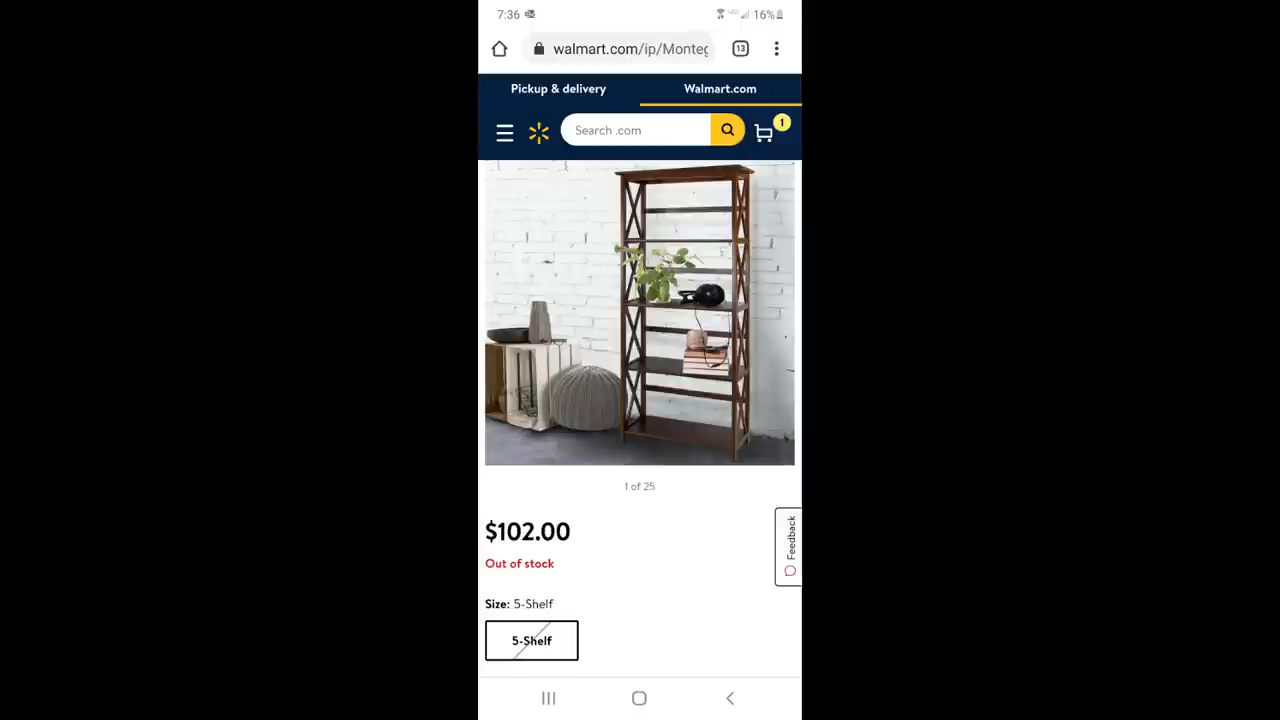 7:36
16%
walmart.com/ip/Monteg
13
Pickup & delivery
Walmart.com
Search .com
1
1 of 25
$102.00
Out of stock
Feedback
Size: 5-Shelf
5-Shelf